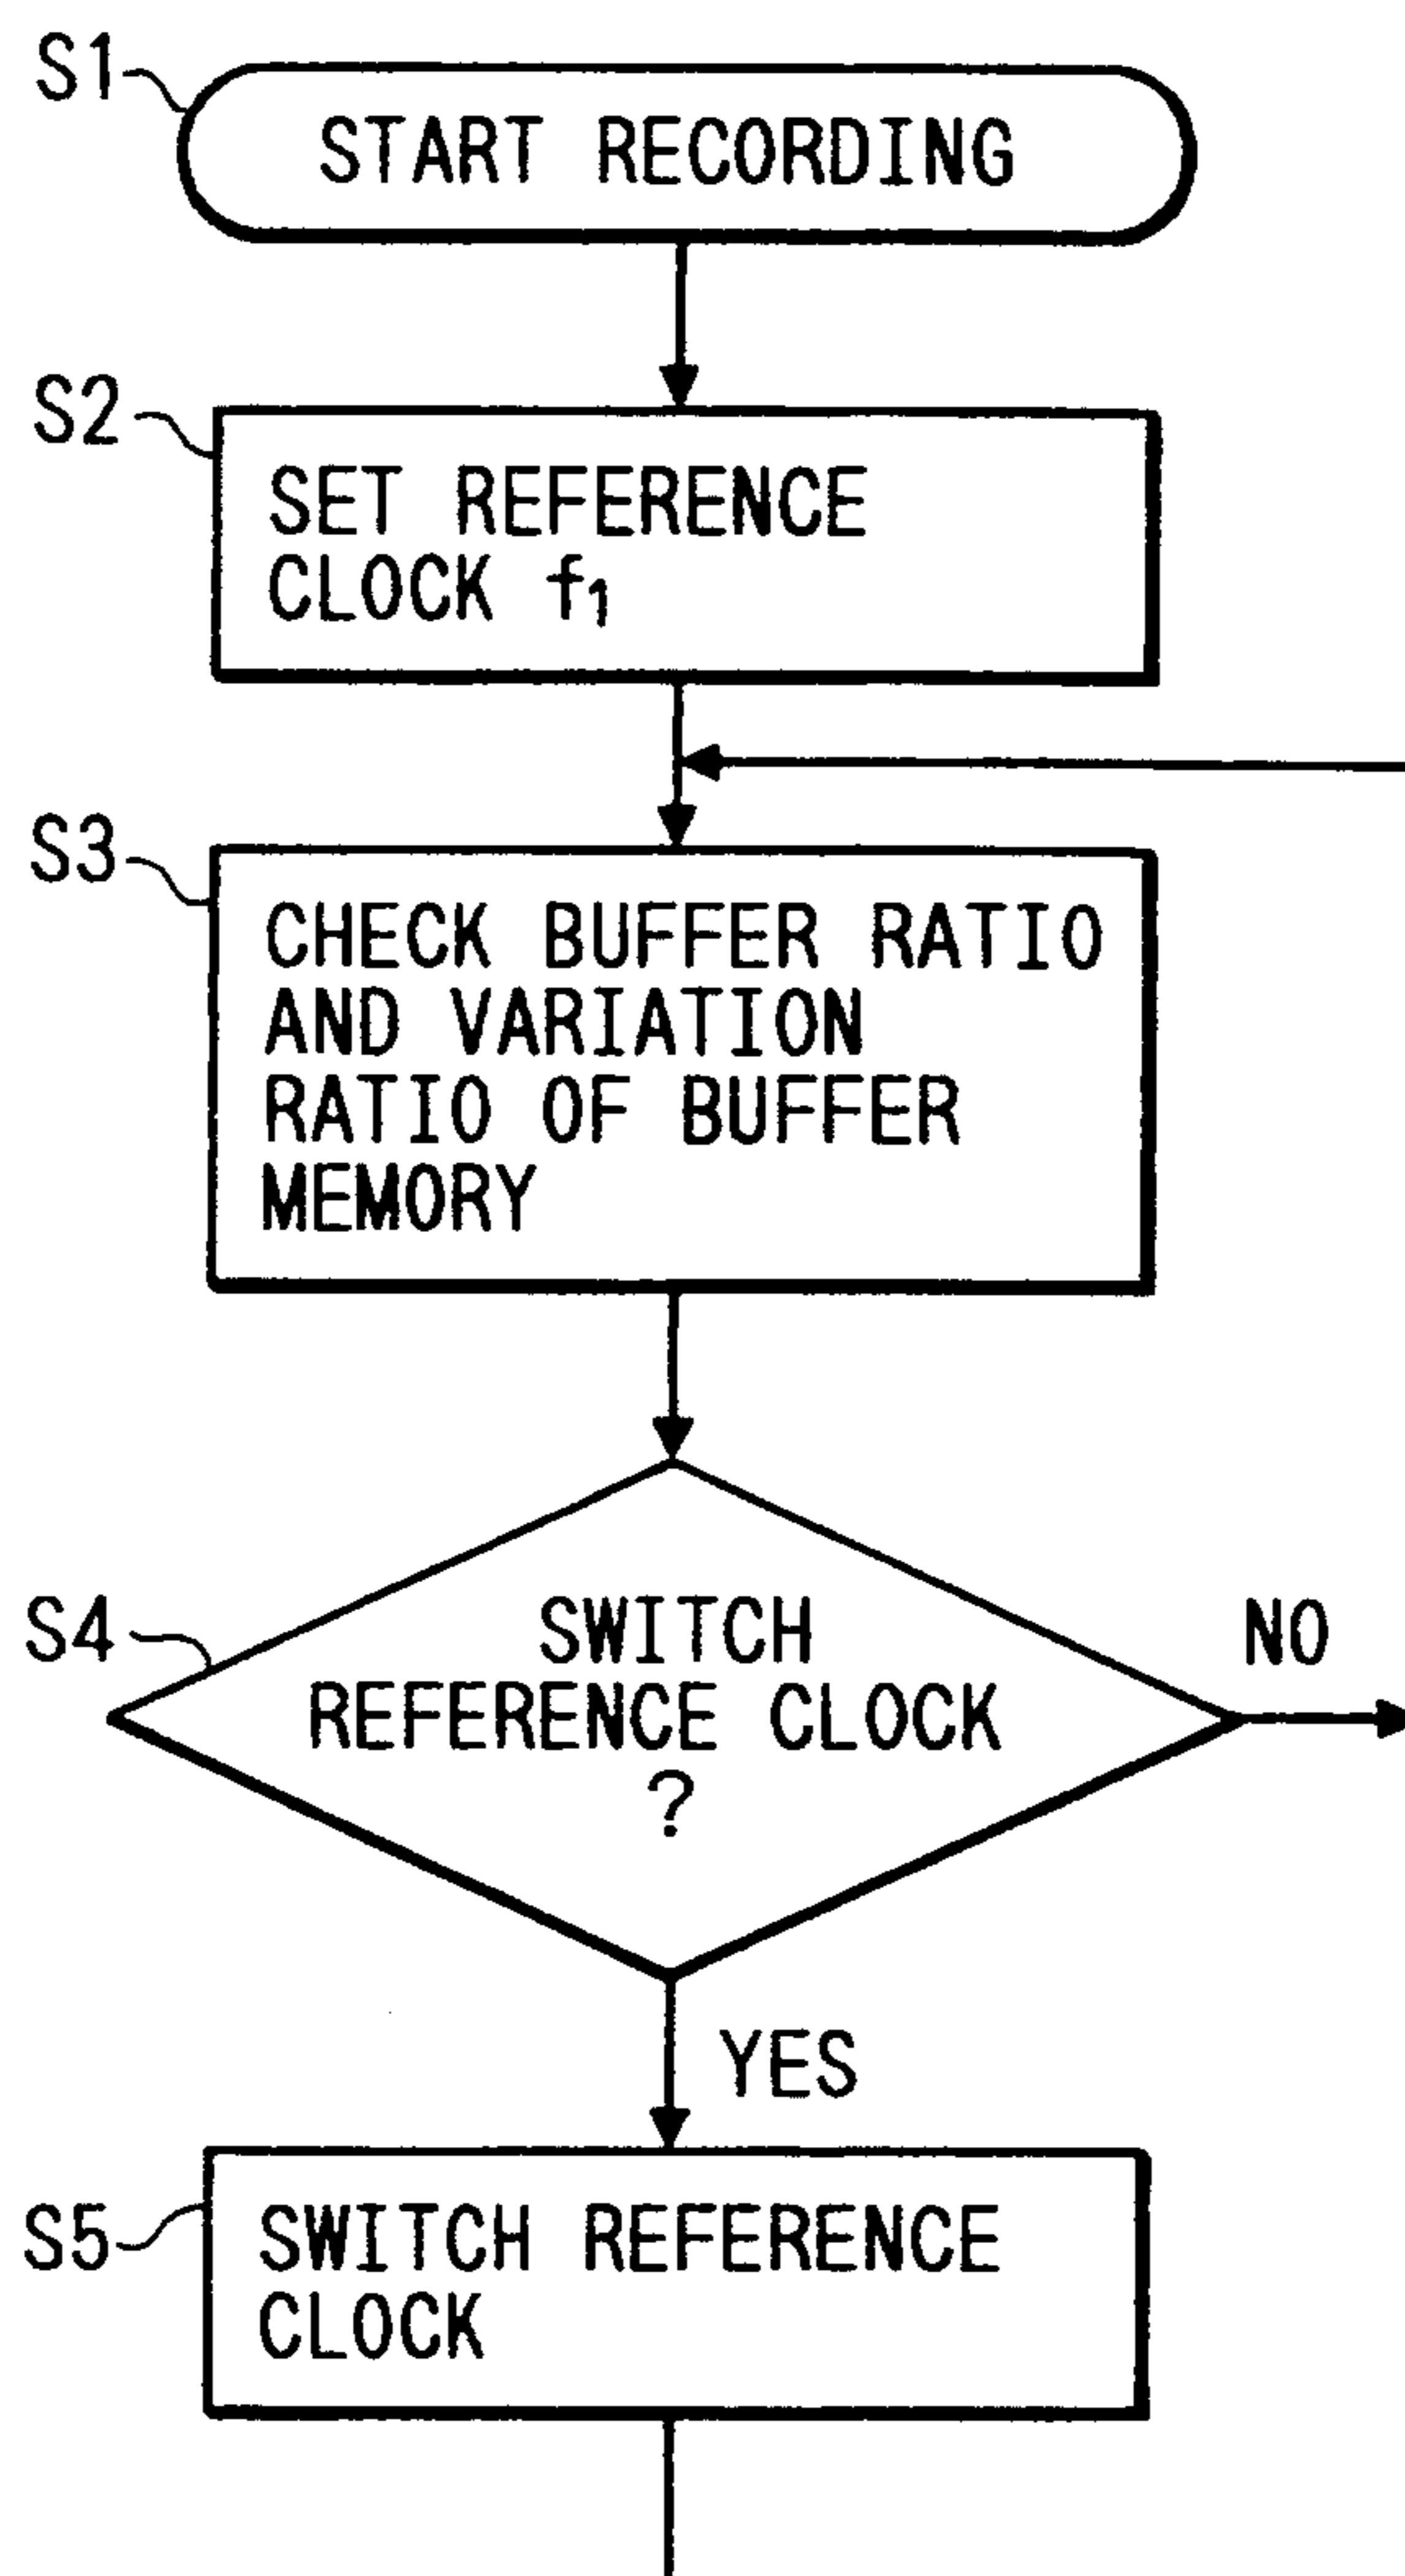 S1
START RECORDING
S2
SET REFERENCE
CLOCK f₁
S3
CHECK BUFFER RATIO
AND VARIATION
RATIO OF BUFFER
MEMORY
S4
SWITCH
REFERENCE CLOCK
?
NO
YES
S5
SWITCH REFERENCE
CLOCK